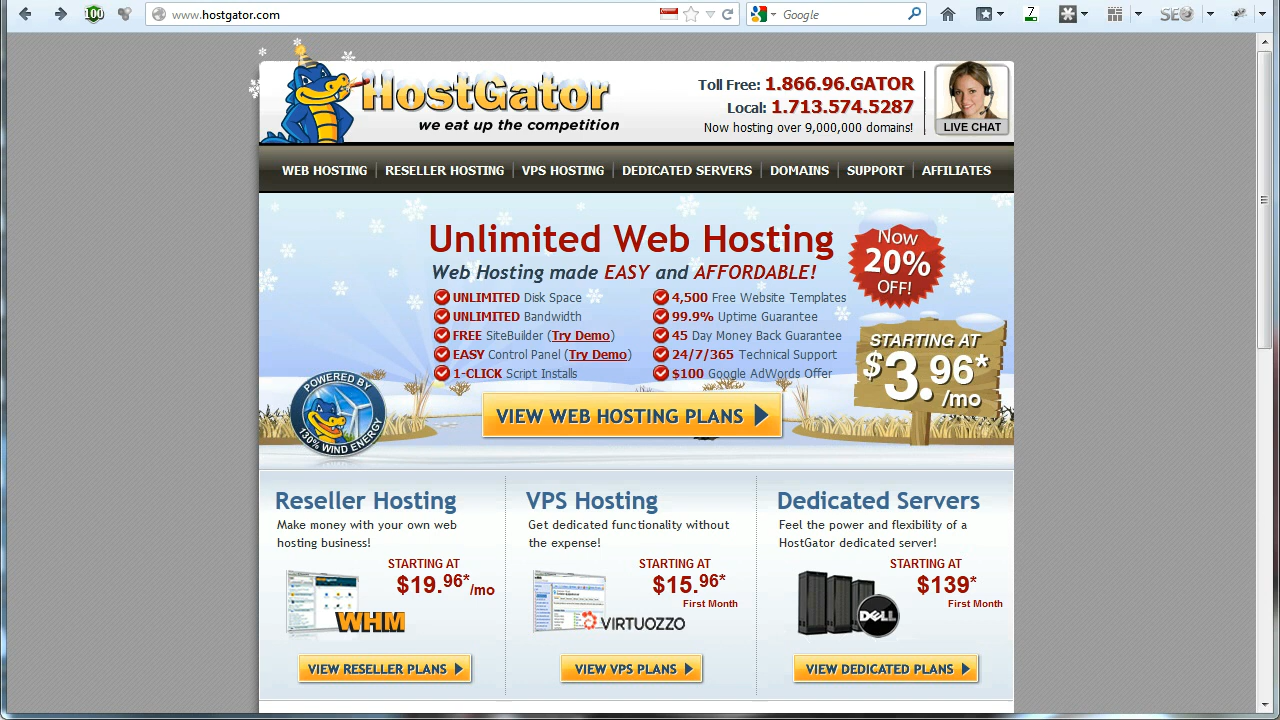 100
www.hostgator.com
Google
SEO
HostGator
we eat up the competition
Toll Free: 1.866.96.GATOR
Local: 1.713.574.5287
Now hosting over 9,000,000 domains!
LIVE CHAT
WEB HOSTING RESELLER HOSTING VPS HOSTING DEDICATED SERVERS DOMAINS SUPPORT AFFILIATES
Unlimited Web Hosting
Web Hosting made EASY and AFFORDABLE!
UNLIMITED Disk Space
UNLIMITED Bandwidth
FREE SiteBuilder (Try Demo)
EASY Control Panel (Try Demo)
1-CLICK Script Installs
4,500 Free Website Templates
99.9% Uptime Guarantee
45 Day Money Back Guarantee
24/7/365 Technical Support
$100 Google AdWords Offer
Now
20%
OFF!
STARTING AT
$3.96*
/mo
POWERED BY
130% WIND ENERGY
VIEW WEB HOSTING PLANS
Reseller Hosting
Make money with your own web
hosting business!
STARTING AT
$19.96*/mo
WHM
VIEW RESELLER PLANS
VPS Hosting
Get dedicated functionality without
the expense!
STARTING AT
$15.96*
First Month
VIRTUOZZO
VIEW VPS PLANS
Dedicated Servers
Feel the power and flexibility of a
HostGator dedicated server!
STARTING AT
$139*
First Month
DELL
VIEW DEDICATED PLANS